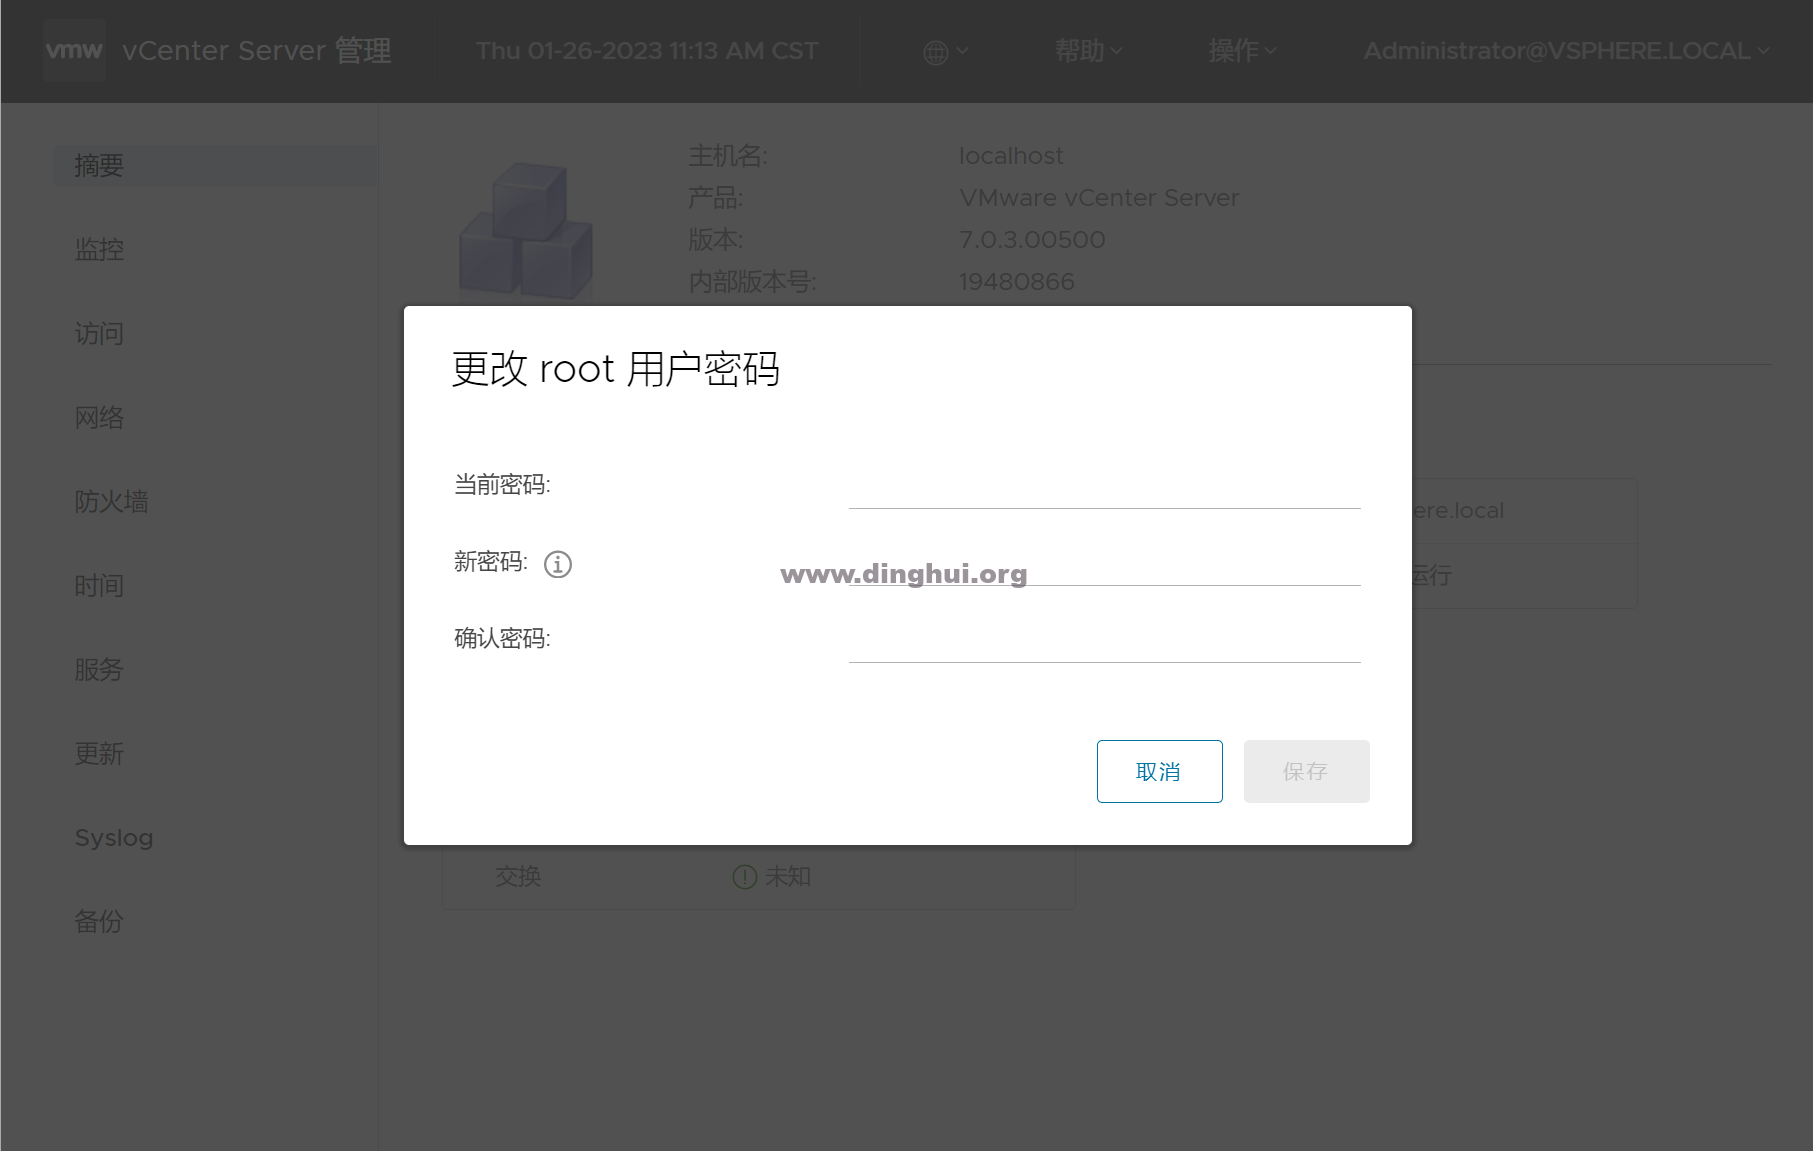 vmw vCenter Server 管理 Thu 01-26-2023 11:13 AM CST 帮助 操作 Administrator@VSPHERE.LOCAL
摘要
监控
访问
网络
防火墙
时间
服务
更新
Syslog
备份
主机名: localhost
产品: VMware vCenter Server
版本: 7.0.3.00500
内部版本号: 19480866
更改 root 用户密码
当前密码:
新密码:
www.dinghui.org
确认密码:
取消 保存
ere.local
运行
交换 未知